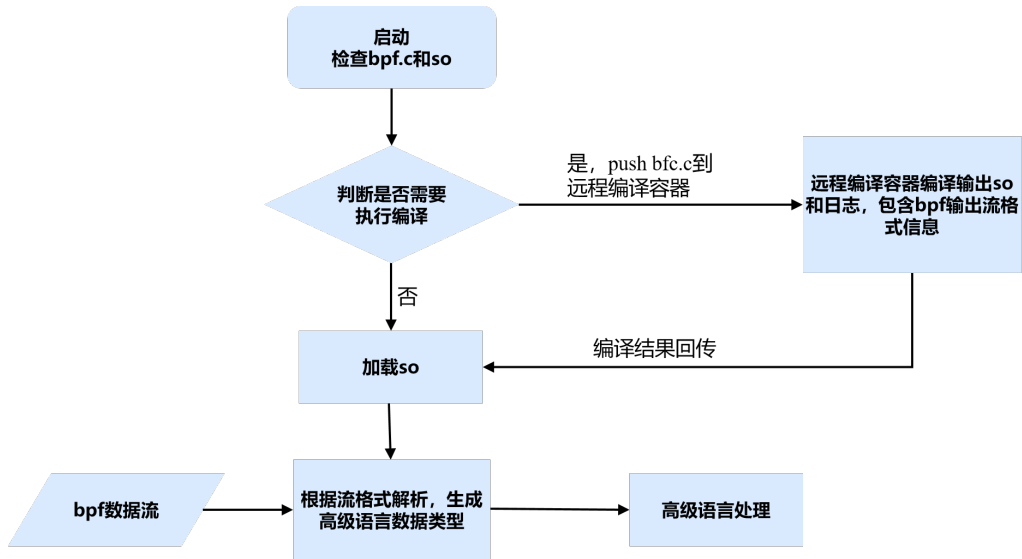 启动
检查bpf.c和so
判断是否需要
执行编译
是，push bfc.c到
远程编译容器
远程编译容器编译输出so
和日志，包含bpf输出流格
式信息
否
加载so
编译结果回传
bpf数据流
根据流格式解析，生成
高级语言数据类型
高级语言处理